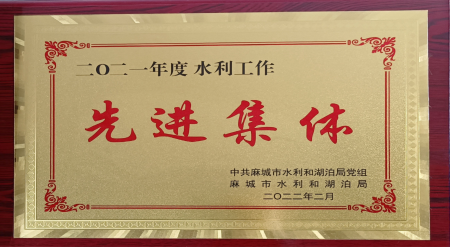 二〇二一年度 水利工作
先进集体
中共麻城市水利和湖泊局党组
麻城市水利和湖泊局
二〇二二年二月